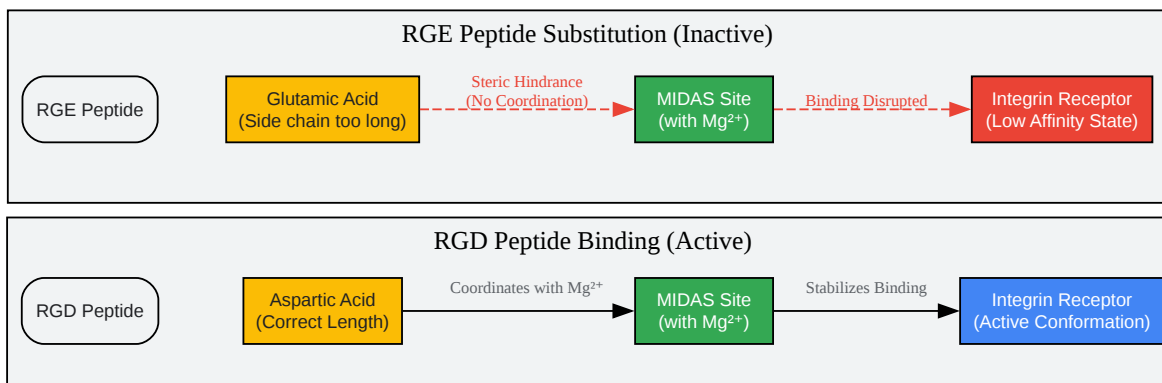 RGE Peptide Substitution (Inactive)
RGE Peptide
Glutamic Acid
(Side chain too long)
Steric Hindrance
(No Coordination)
MIDAS Site
(with Mg²⁺)
Binding Disrupted
Integrin Receptor
(Low Affinity State)
RGD Peptide Binding (Active)
RGD Peptide
Aspartic Acid
(Correct Length)
Coordinates with Mg²⁺
MIDAS Site
(with Mg²⁺)
Stabilizes Binding
Integrin Receptor
(Active Conformation)